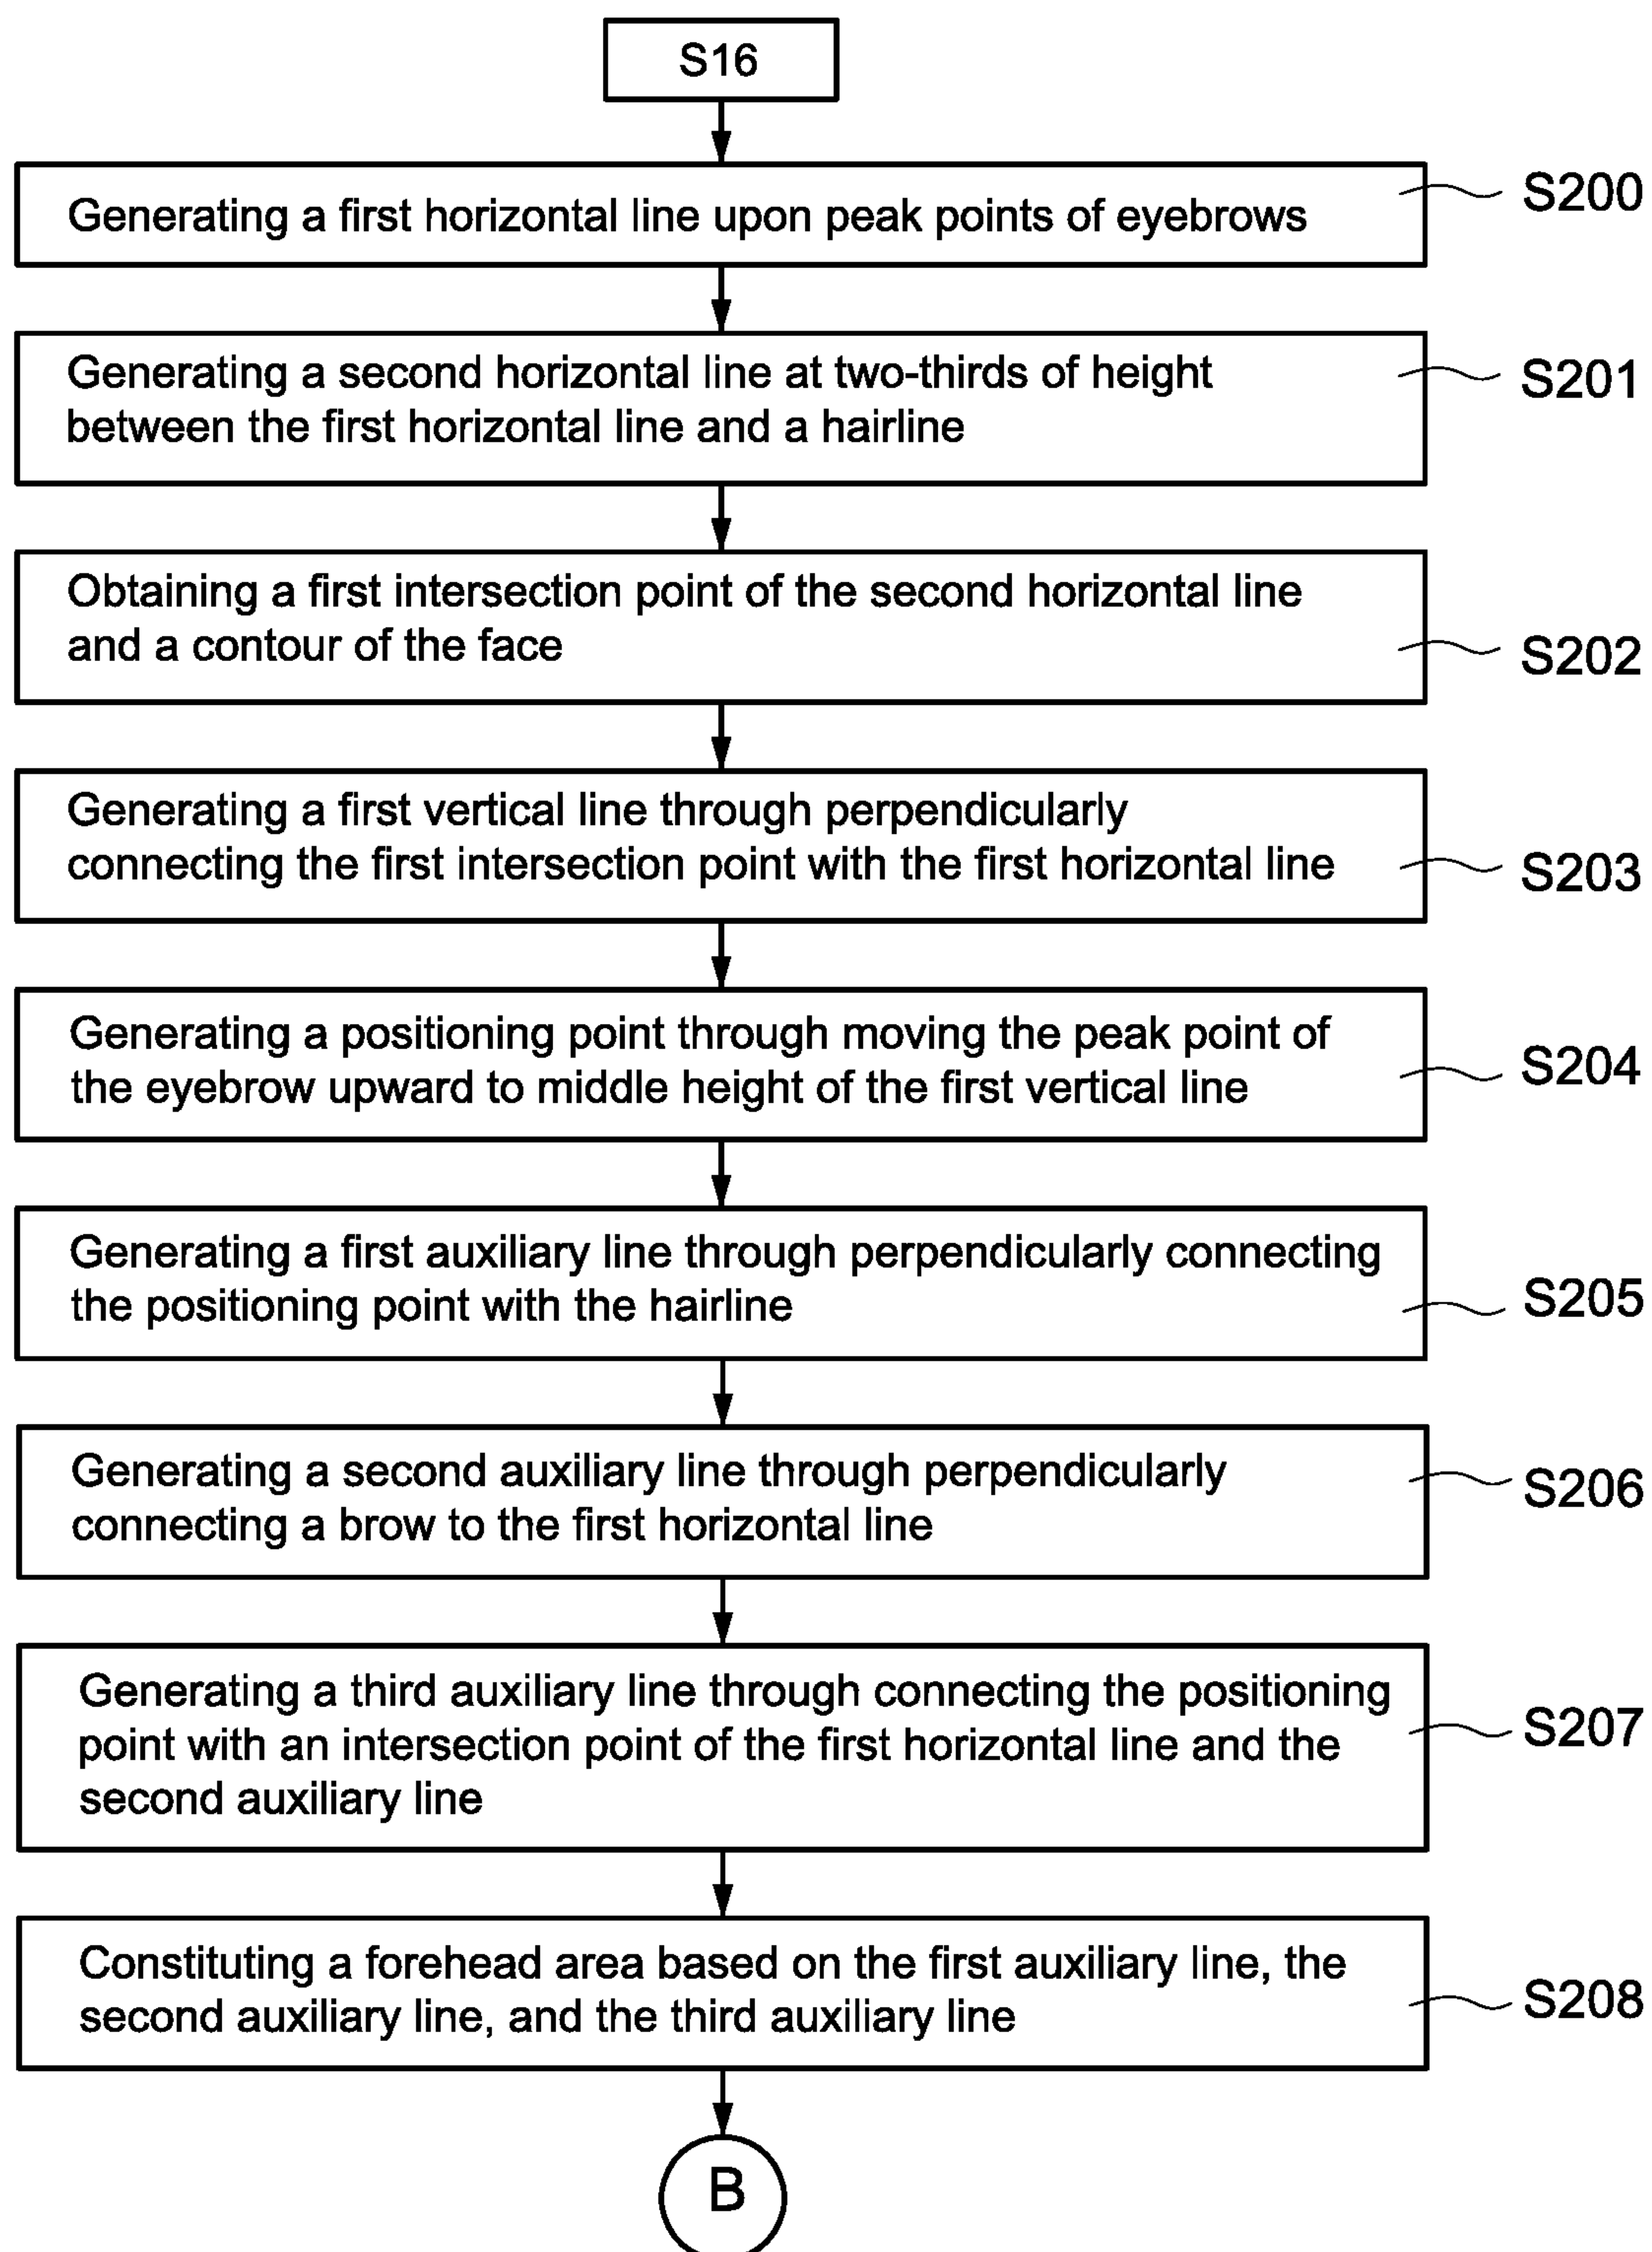 S16
Generating a first horizontal line upon peak points of eyebrows
S200
Generating a second horizontal line at two-thirds of height
between the first horizontal line and a hairline
S201
Obtaining a first intersection point of the second horizontal line
and a contour of the face
S202
Generating a first vertical line through perpendicularly
connecting the first intersection point with the first horizontal line
S203
Generating a positioning point through moving the peak point of
the eyebrow upward to middle height of the first vertical line
S204
Generating a first auxiliary line through perpendicularly connecting
the positioning point with the hairline
S205
Generating a second auxiliary line through perpendicularly
connecting a brow to the first horizontal line
S206
Generating a third auxiliary line through connecting the positioning
point with an intersection point of the first horizontal line and the
second auxiliary line
S207
Constituting a forehead area based on the first auxiliary line, the
second auxiliary line, and the third auxiliary line
S208
B